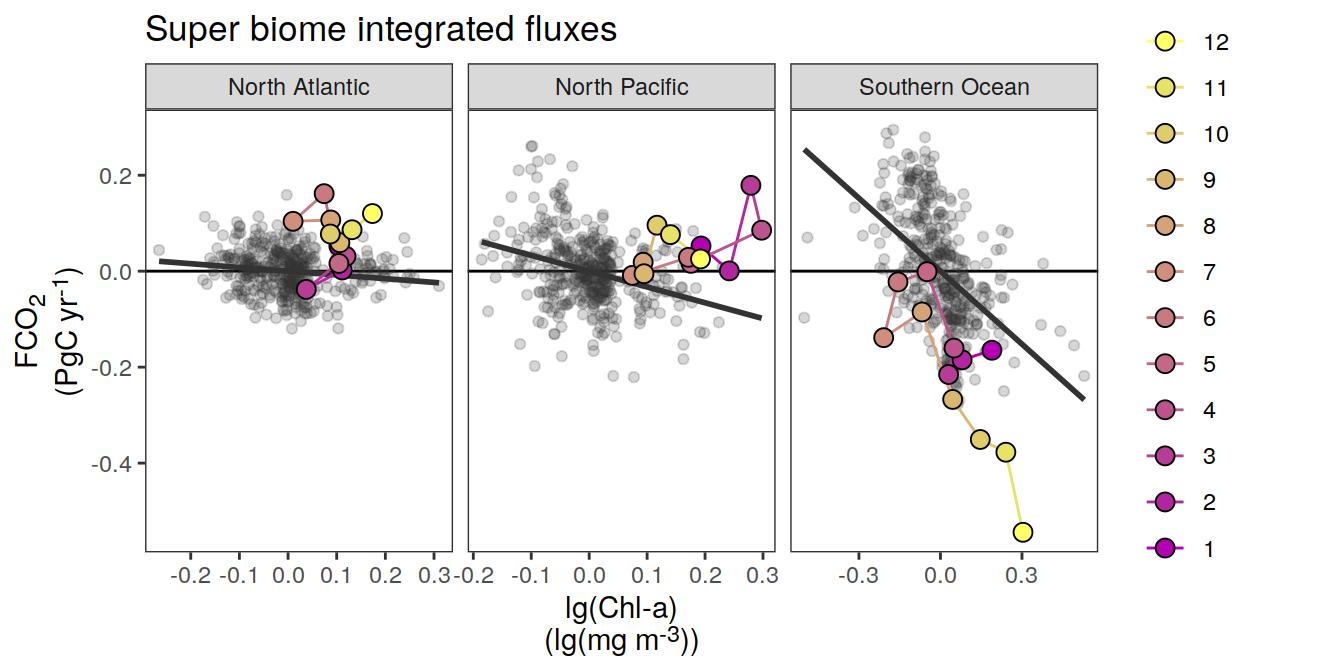 Super biome integrated fluxes
North Atlantic North Pacific Southern Ocean
0.2
0.0
-0.2
-0.4
FCO2
(PgC yr-1)
-0.2 -0.1 0.0 0.1 0.2 0.3 -0.2 -0.1 0.0 0.1 0.2 0.3 -0.3 0.0 0.3
lg(Chl-a)
(lg(mg m-3))
12
11
10
9
8
7
6
5
4
3
2
1